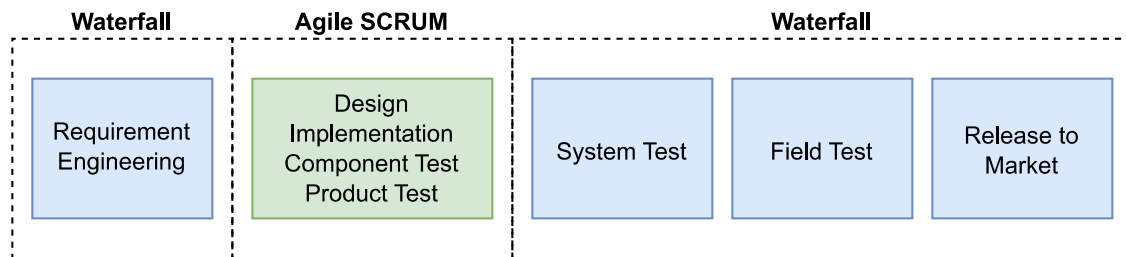 Waterfall
Agile SCRUM
Waterfall
Requirement
Engineering
Design
Implementation
Component Test
Product Test
System Test
Field Test
Release to
Market